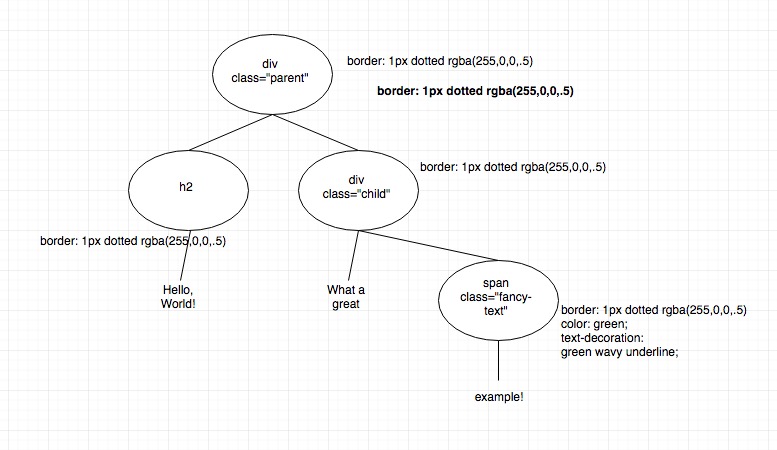 div
class="parent"
border: 1px dotted rgba(255,0,0,.5)
border: 1px dotted rgba(255,0,0,.5)
h2
border: 1px dotted rgba(255,0,0,.5)
div
class="child"
border: 1px dotted rgba(255,0,0,.5)
Hello,
World!
What a
great
span
class="fancy-
text"
border: 1px dotted rgba(255,0,0,.5)
color: green;
text-decoration:
green wavy underline;
example!